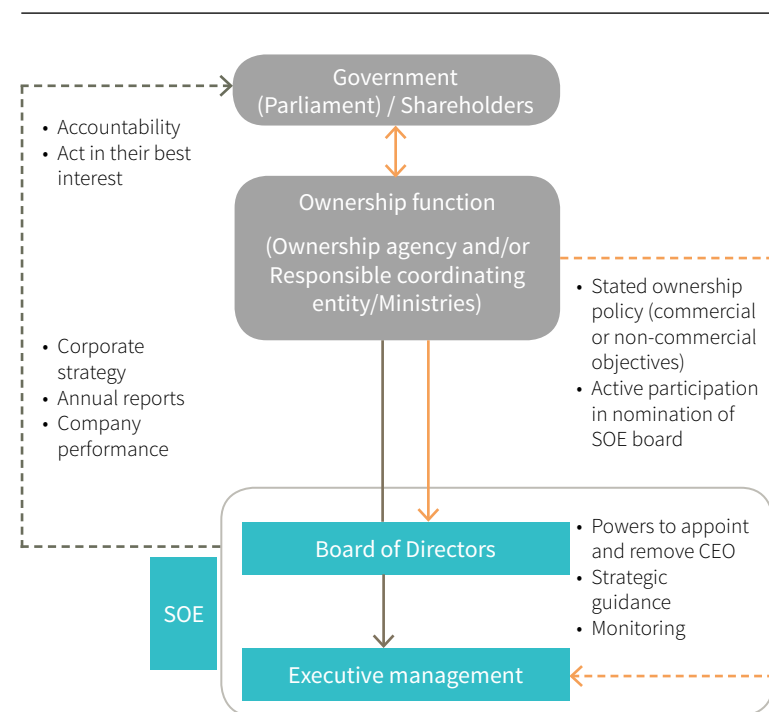 Government
(Parliament) / Shareholders
• Accountability
• Act in their best
interest
Ownership function
(Ownership agency and/or
Responsible coordinating
entity/Ministries)
• Stated ownership
policy (commercial
or non-commercial
objectives)
• Active participation
in nomination of
SOE board
• Corporate
strategy
• Annual reports
• Company
performance
Board of Directors
• Powers to appoint
and remove CEO
• Strategic
guidance
• Monitoring
SOE
Executive management